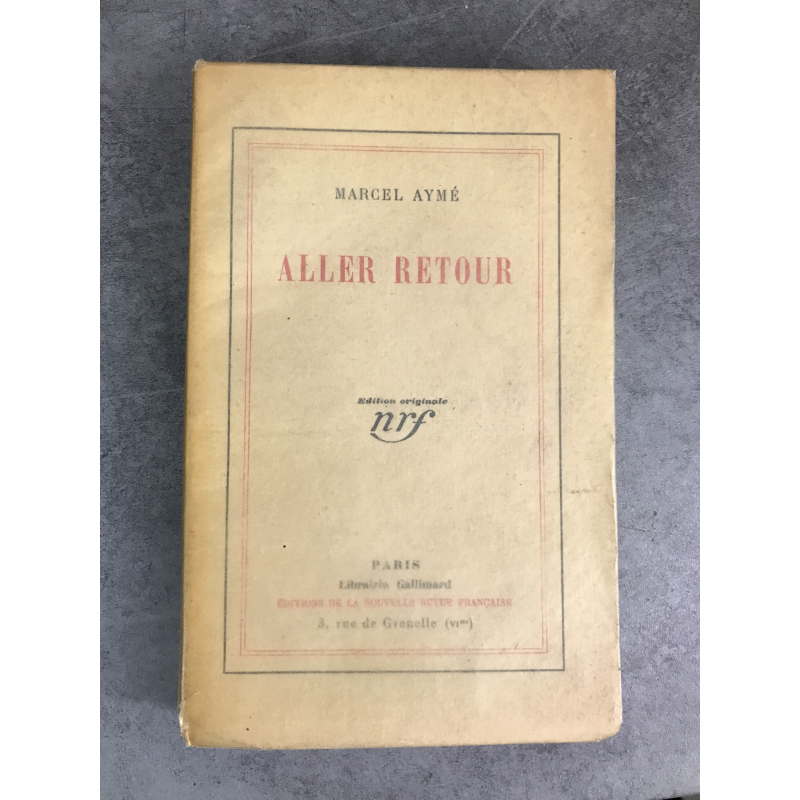 MARCEL AYMÉ
ALLER RETOUR
Edition originale
nrf
PARIS
Librairie Gallimard
ÉDITIONS DE LA NOUVELLE REVUE FRANÇAISE
3, rue de Grenelle (VIme)